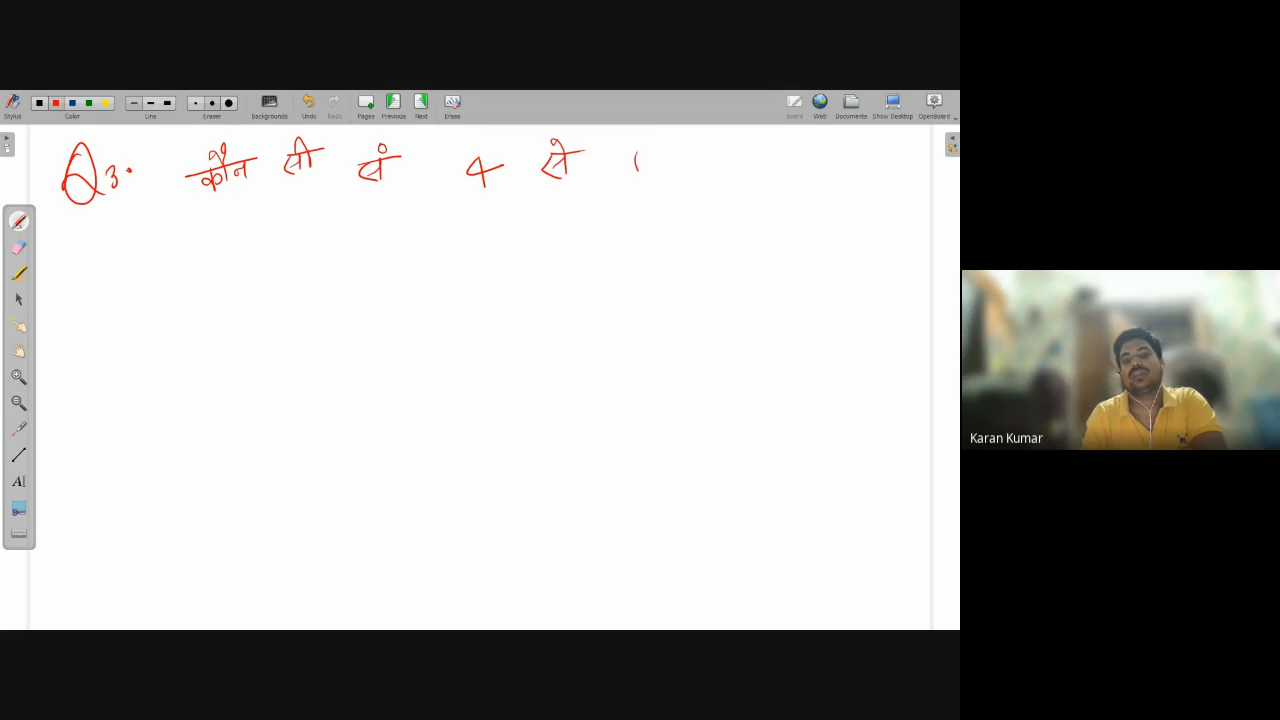 Stylus Color Line Eraser Backgrounds Undo Redo Pages Previous Next Erase Board Web Documents Show Desktop OpenBoard
Q3. कौन सी सं 4 से
Karan Kumar